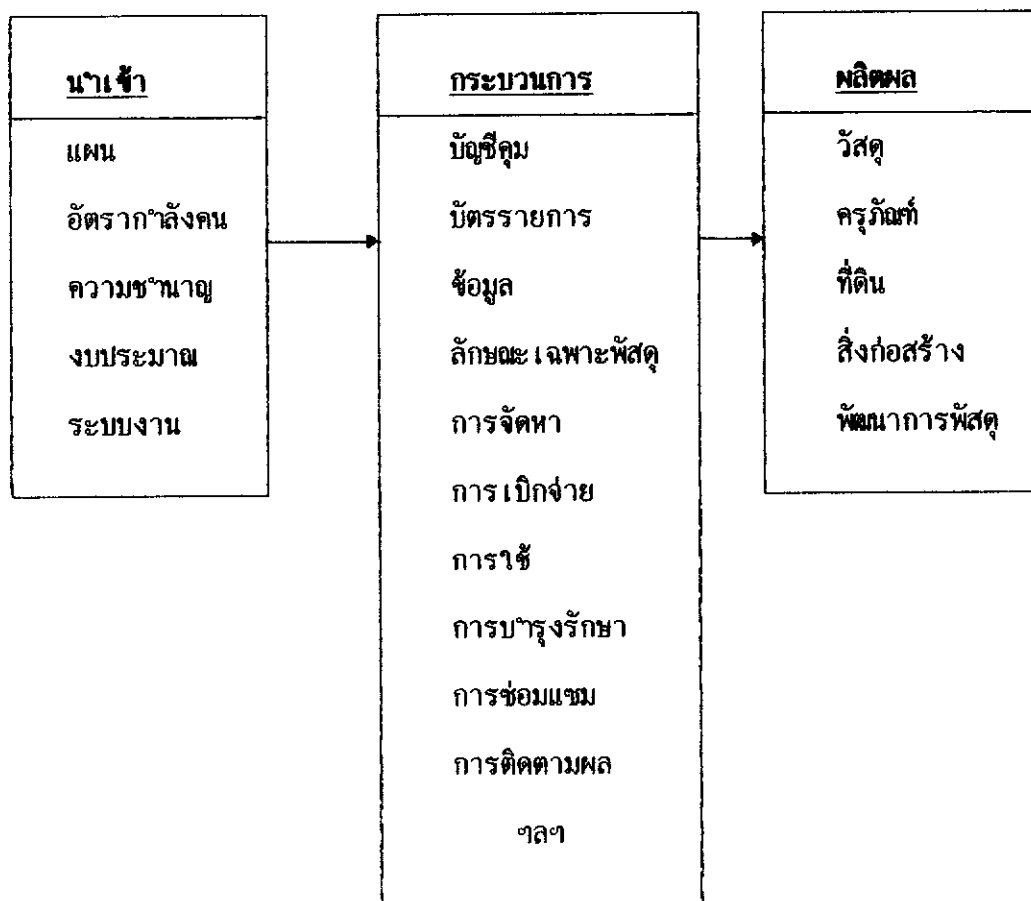 นำเข้า
แผน
อัตรากำลังคน
ความชำนาญ
งบประมาณ
ระบบงาน
กระบวนการ
บัญชีคุม
บัตรรายการ
ข้อมูล
ลักษณะเฉพาะพัสดุ
การจัดหา
การเบิกจ่าย
การใช้
การบำรุงรักษา
การซ่อมแซม
การติดตามผล
ฯลฯ
ผลิตผล
วัสดุ
ครุภัณฑ์
ที่ดิน
สิ่งก่อสร้าง
พัฒนาการพัสดุ